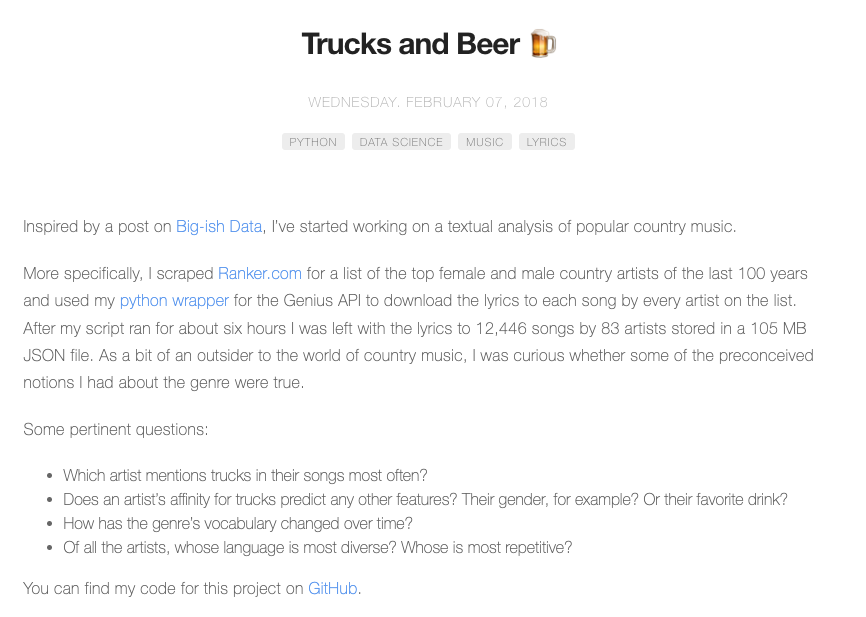 Trucks and Beer 🍺
WEDNESDAY. FEBRUARY 07, 2018
PYTHON DATA SCIENCE MUSIC LYRICS
Inspired by a post on Big-ish Data, I've started working on a textual analysis of popular country music.
More specifically, I scraped Ranker.com for a list of the top female and male country artists of the last 100 years
and used my python wrapper for the Genius API to download the lyrics to each song by every artist on the list.
After my script ran for about six hours I was left with the lyrics to 12,446 songs by 83 artists stored in a 105 MB
JSON file. As a bit of an outsider to the world of country music, I was curious whether some of the preconceived
notions I had about the genre were true.
Some pertinent questions:
• Which artist mentions trucks in their songs most often?
• Does an artist's affinity for trucks predict any other features? Their gender, for example? Or their favorite drink?
• How has the genre's vocabulary changed over time?
• Of all the artists, whose language is most diverse? Whose is most repetitive?
You can find my code for this project on GitHub.